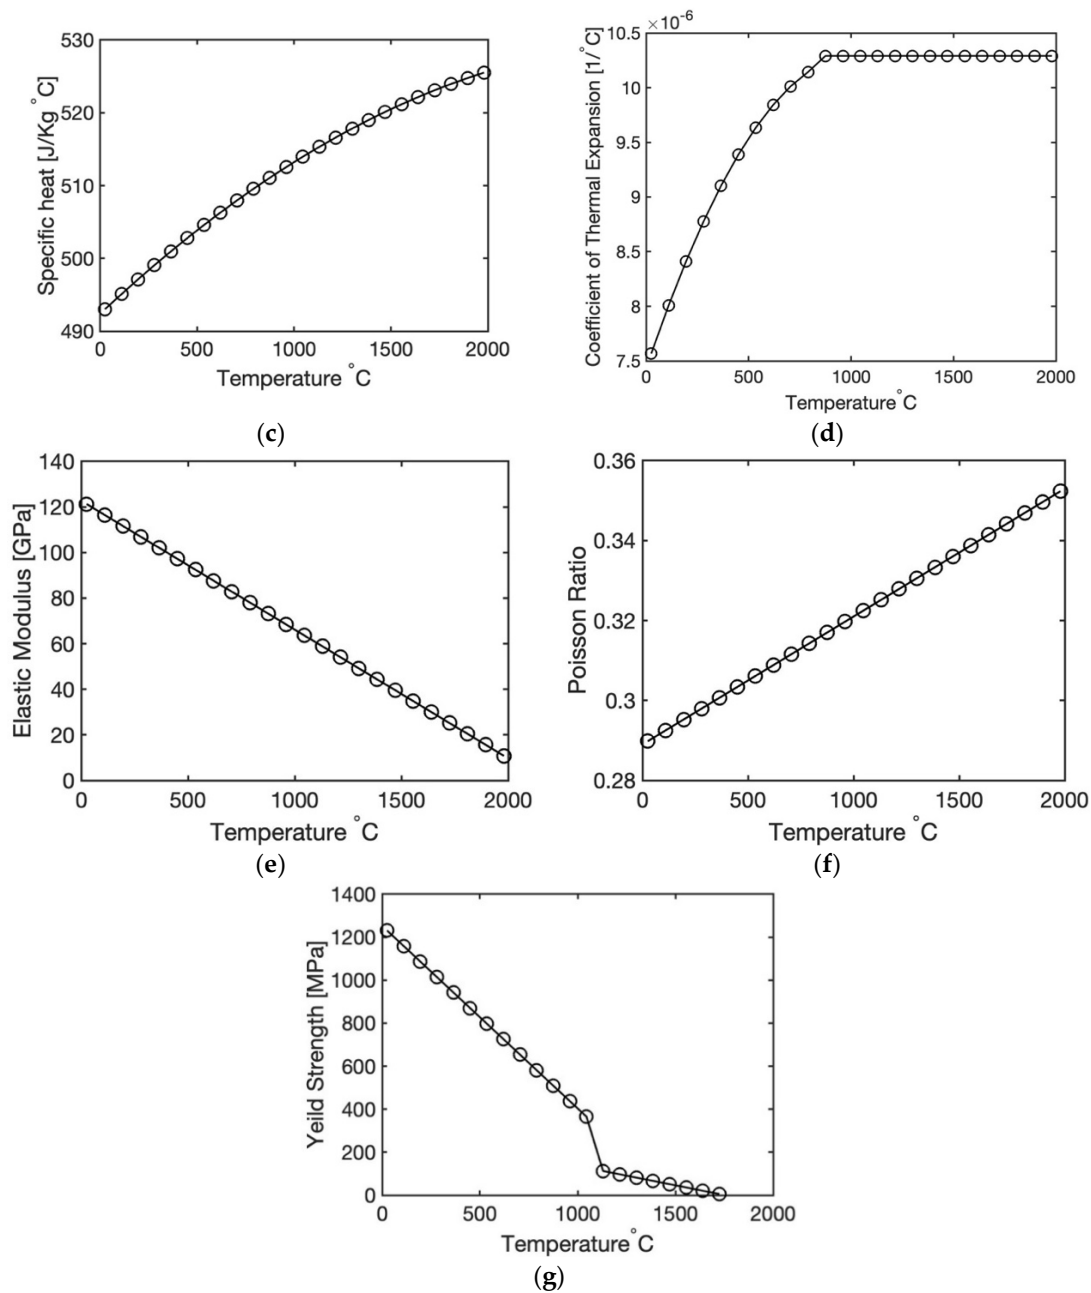 530
520
510
500
490
Specific heat [J/Kg °C]
0 500 1000 1500 2000
Temperature °C
(c)
×10⁻⁶
10.5
10
9.5
9
8.5
8
7.5
Coefficient of Thermal Expansion [1/°C]
0 500 1000 1500 2000
Temperature°C
(d)
140
120
100
80
60
40
20
0
Elastic Modulus [GPa]
0 500 1000 1500 2000
Temperature °C
(e)
0.36
0.34
0.32
0.3
0.28
Poisson Ratio
0 500 1000 1500 2000
Temperature °C
(f)
1400
1200
1000
800
600
400
200
0
Yeild Strength [MPa]
0 500 1000 1500 2000
Temperature°C
(g)